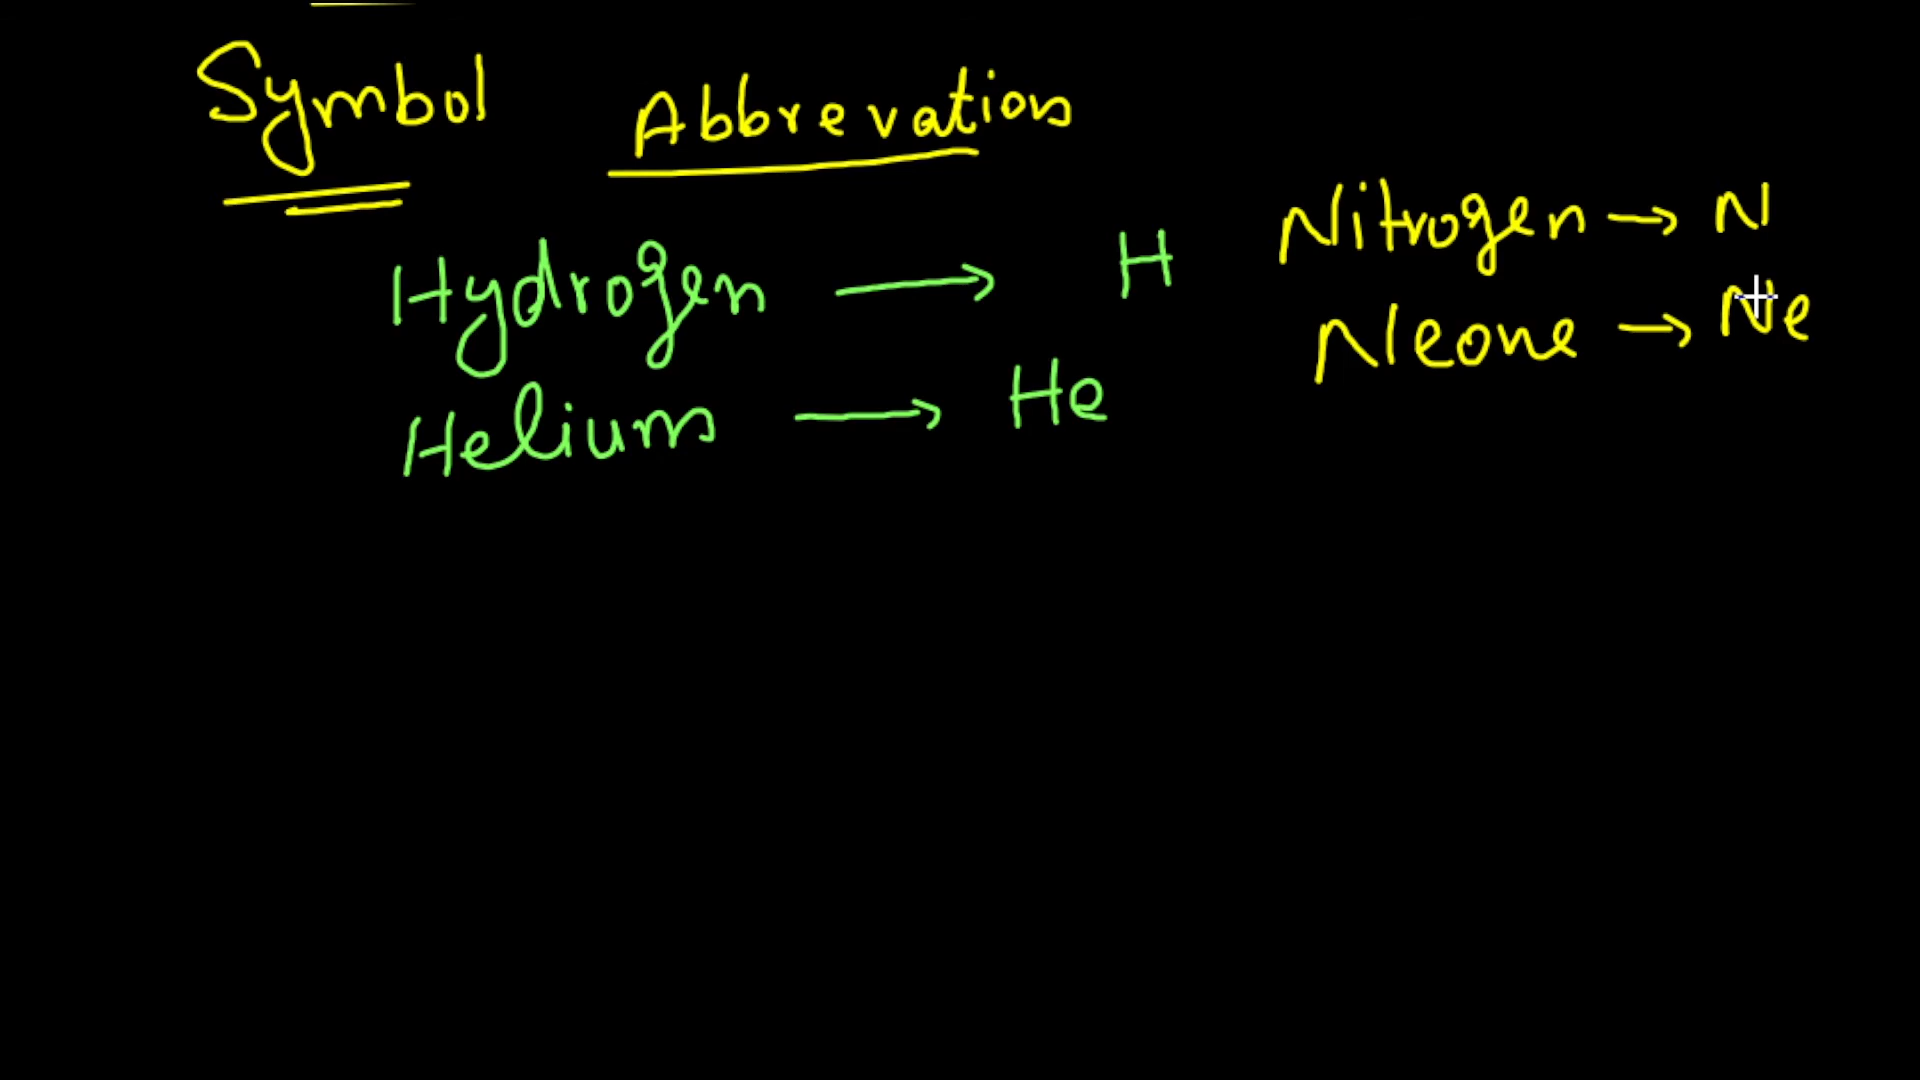 Symbol Abbrevation
Hydrogen → H
Helium → He
Nitrogen → N
Neone → Ne